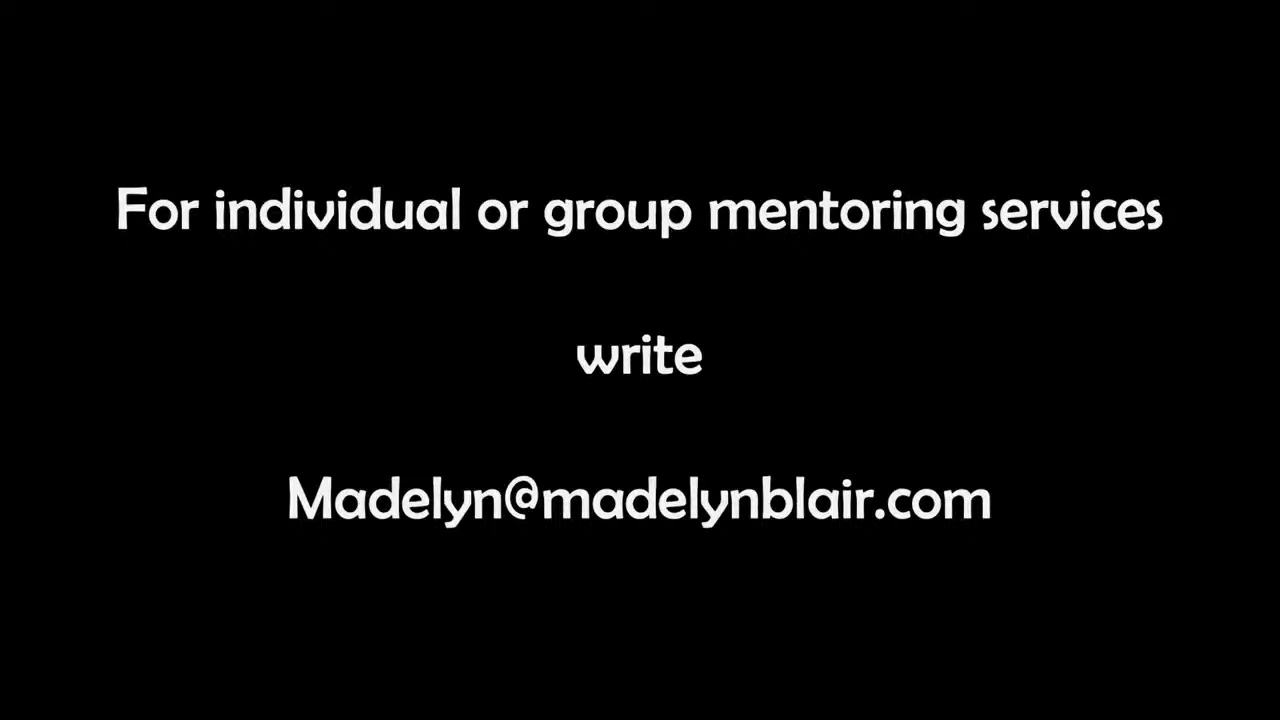 For individual or group mentoring services
write
Madelyn@madelynblair.com